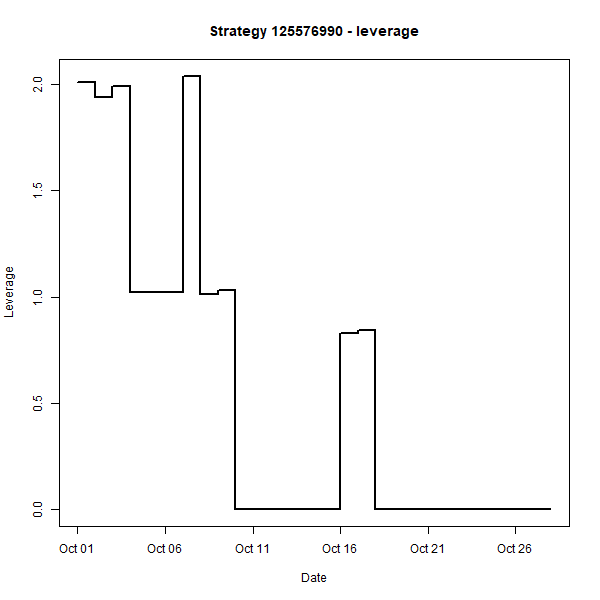 Strategy 125576990 - leverage
Leverage
2.0
1.5
1.0
0.5
0.0
Oct 01 Oct 06 Oct 11 Oct 16 Oct 21 Oct 26
Date